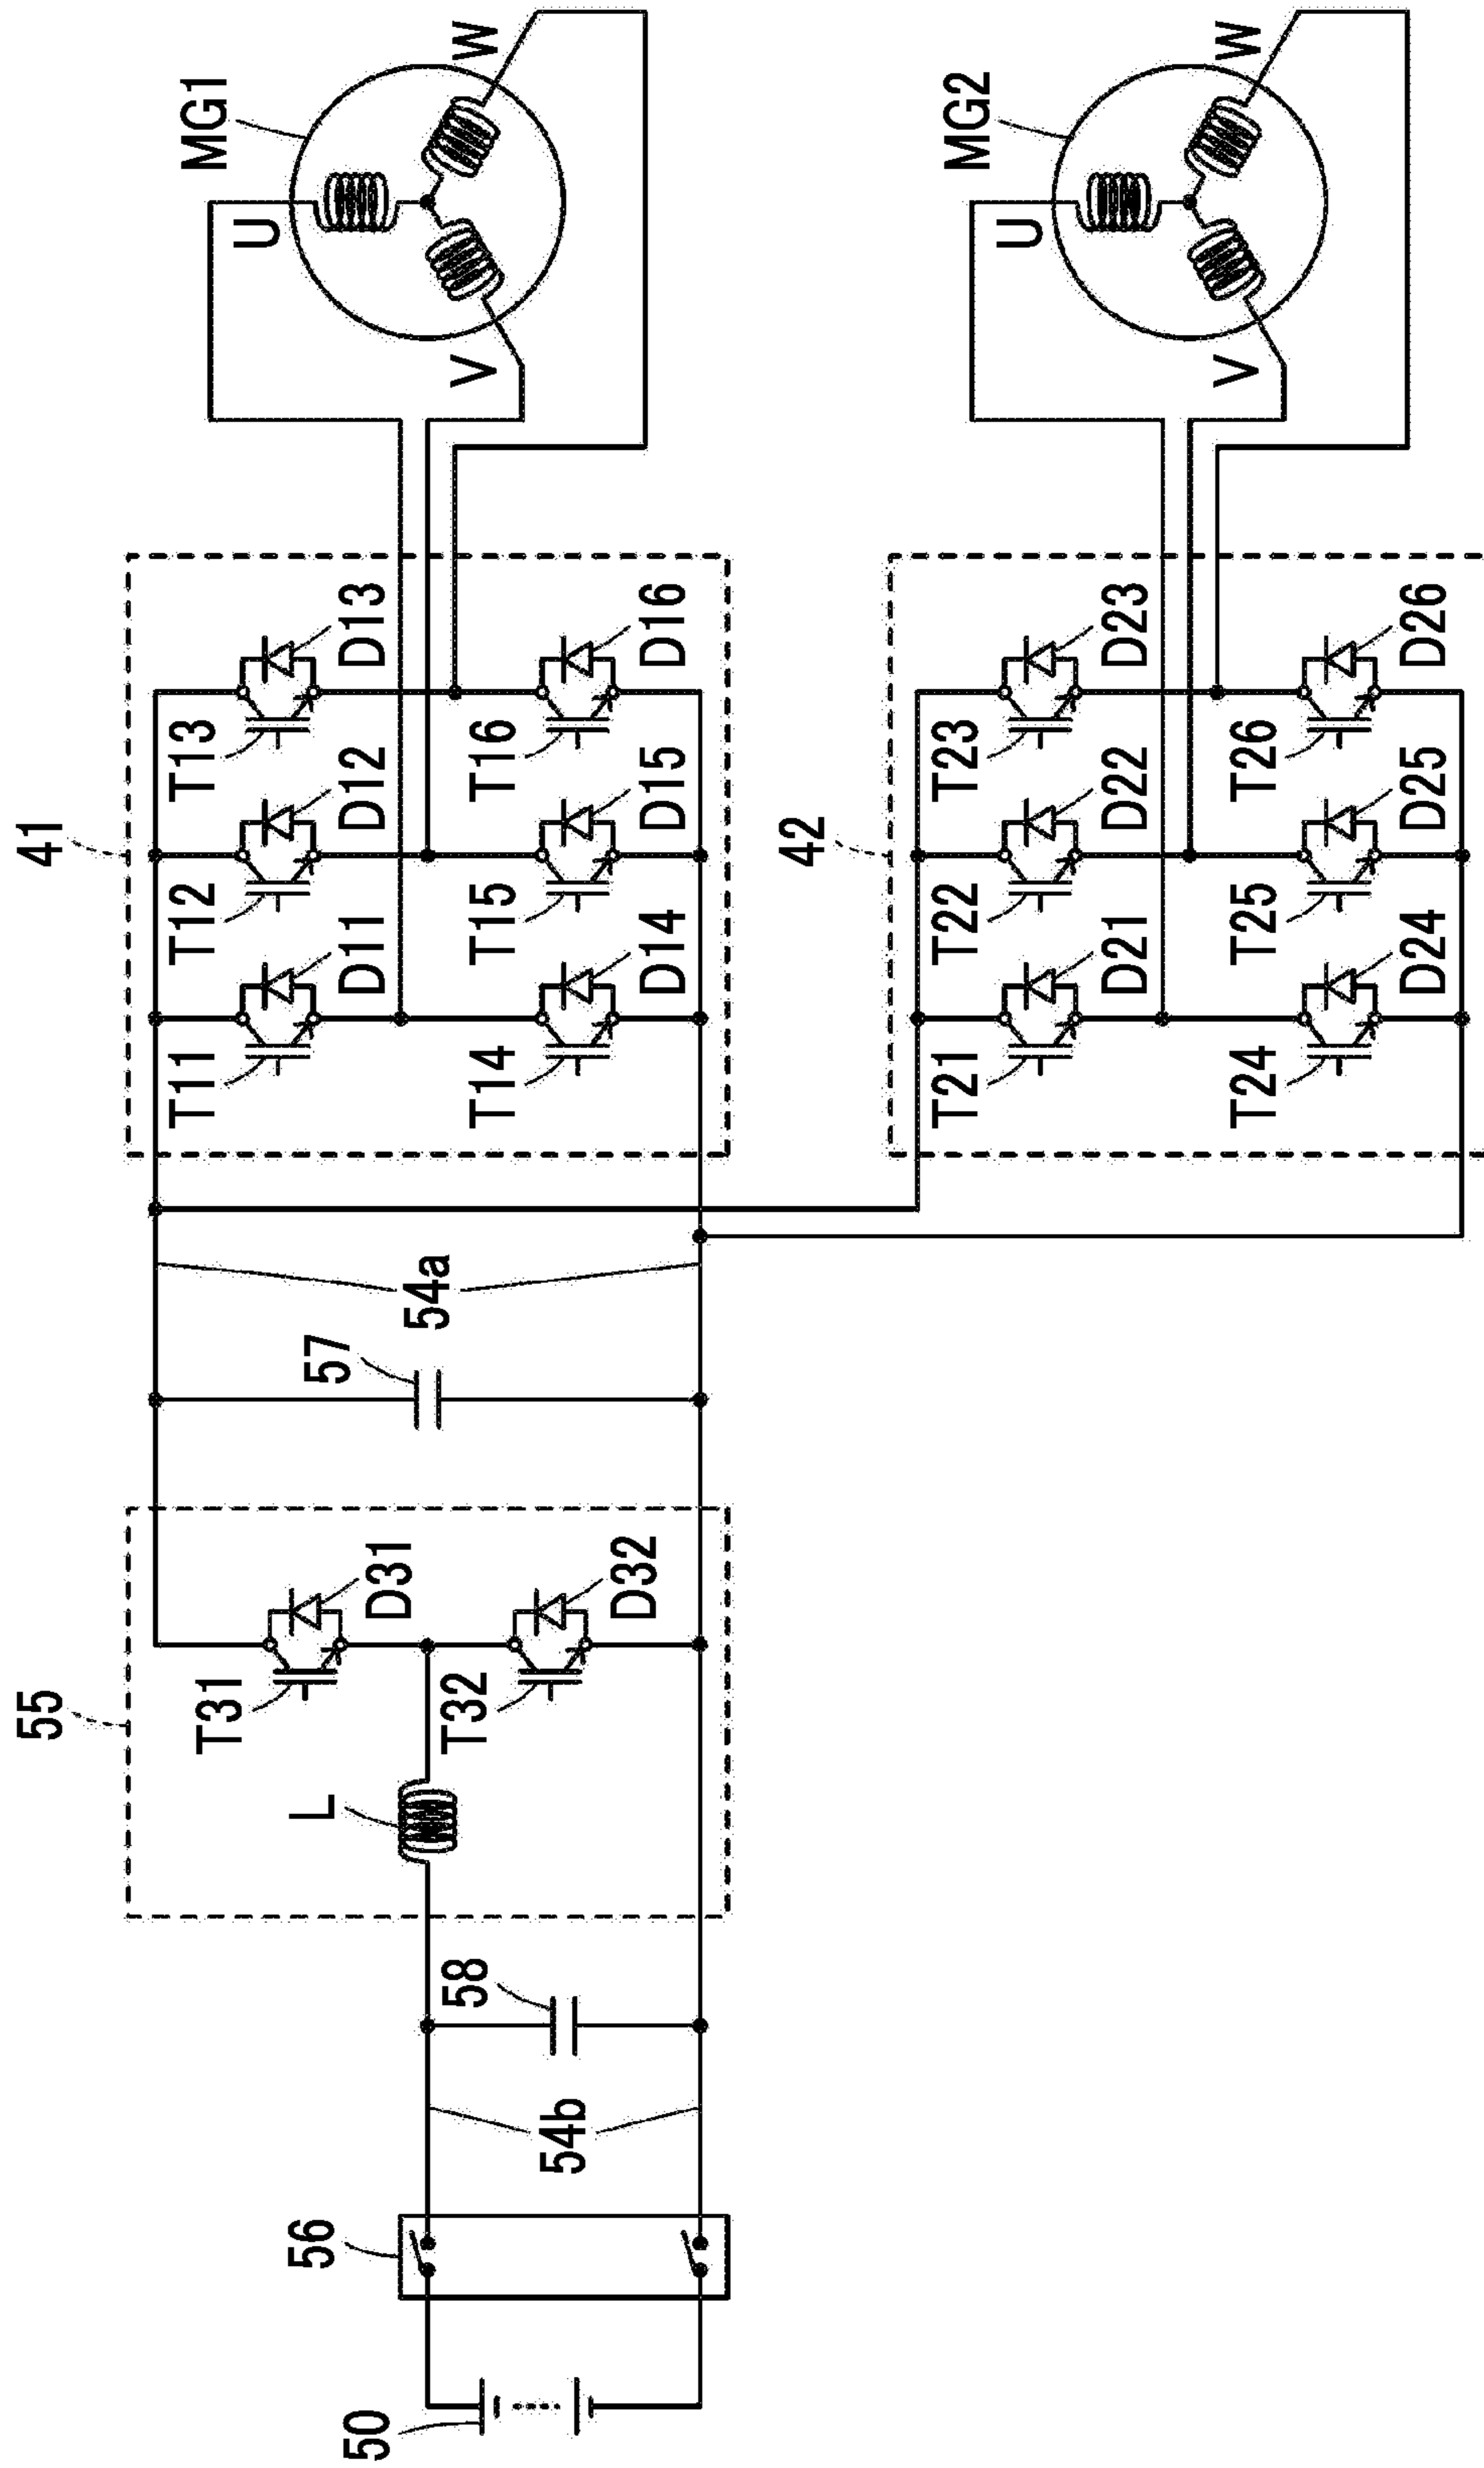 50
56
54b
58
55
L
T31
D31
T32
D32
57
54a
41
T11
D11
T12
D12
T13
D13
T14
D14
T15
D15
T16
D16
MG1
U
V
W
42
T21
D21
T22
D22
T23
D23
T24
D24
T25
D25
T26
D26
MG2
U
V
W